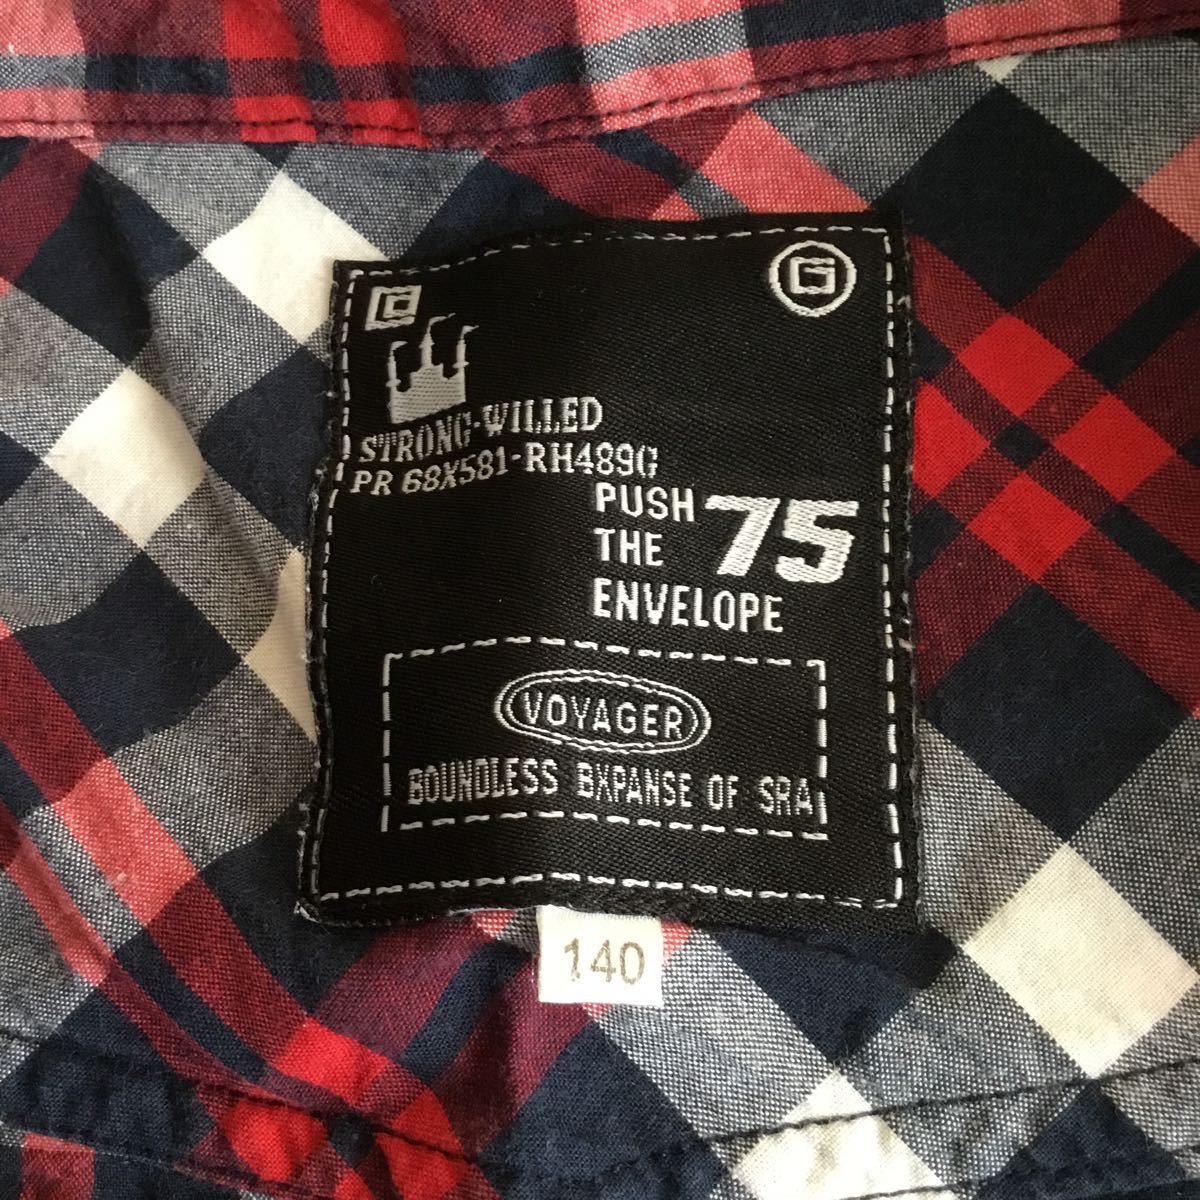 G
STRONG-WILLED
PR 68X581-RH489G
PUSH
THE
ENVELOPE
75
VOYAGER
BOUNDLESS BXPANSE OF SRA
140